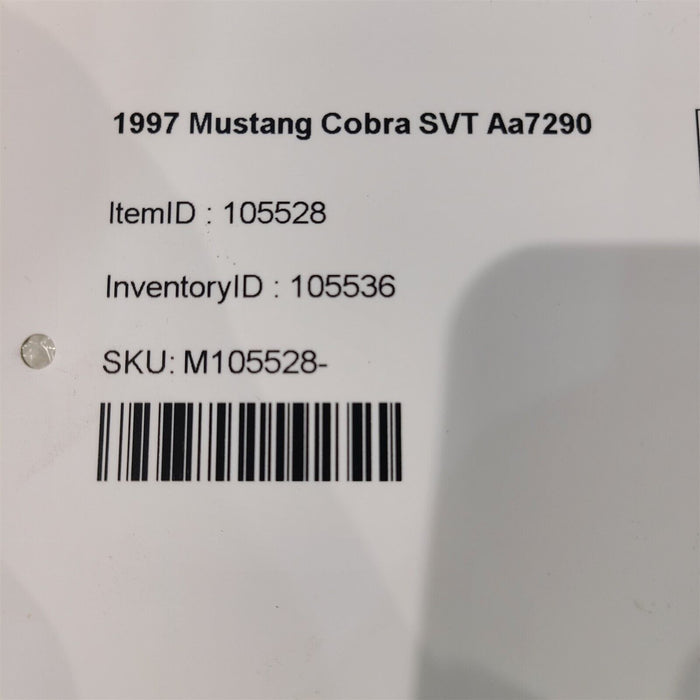 1997 Mustang Cobra SVT Aa7290
ItemID : 105528
InventoryID : 105536
SKU: M105528-